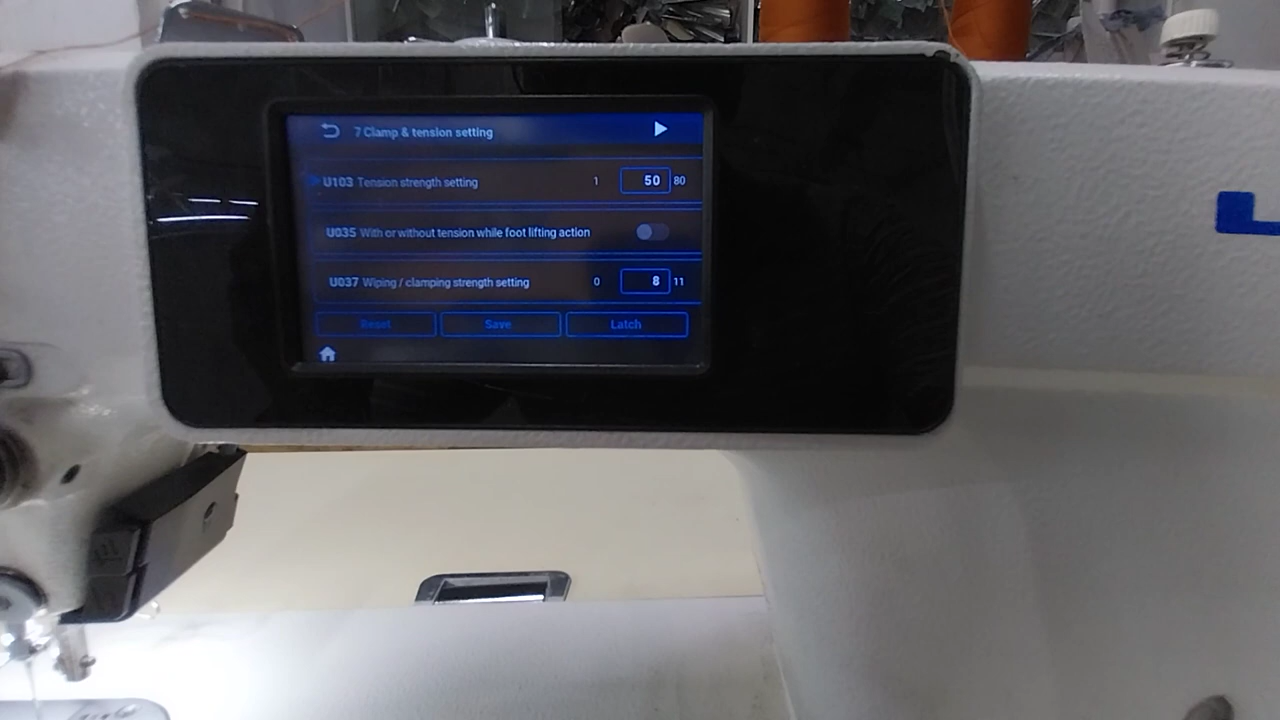 7 Clamp & tension setting
U103 Tension strength setting 1 50 80
U035 With or without tension while foot lifting action
U037 Wiping / clamping strength setting 0 8 11
Reset Save Latch